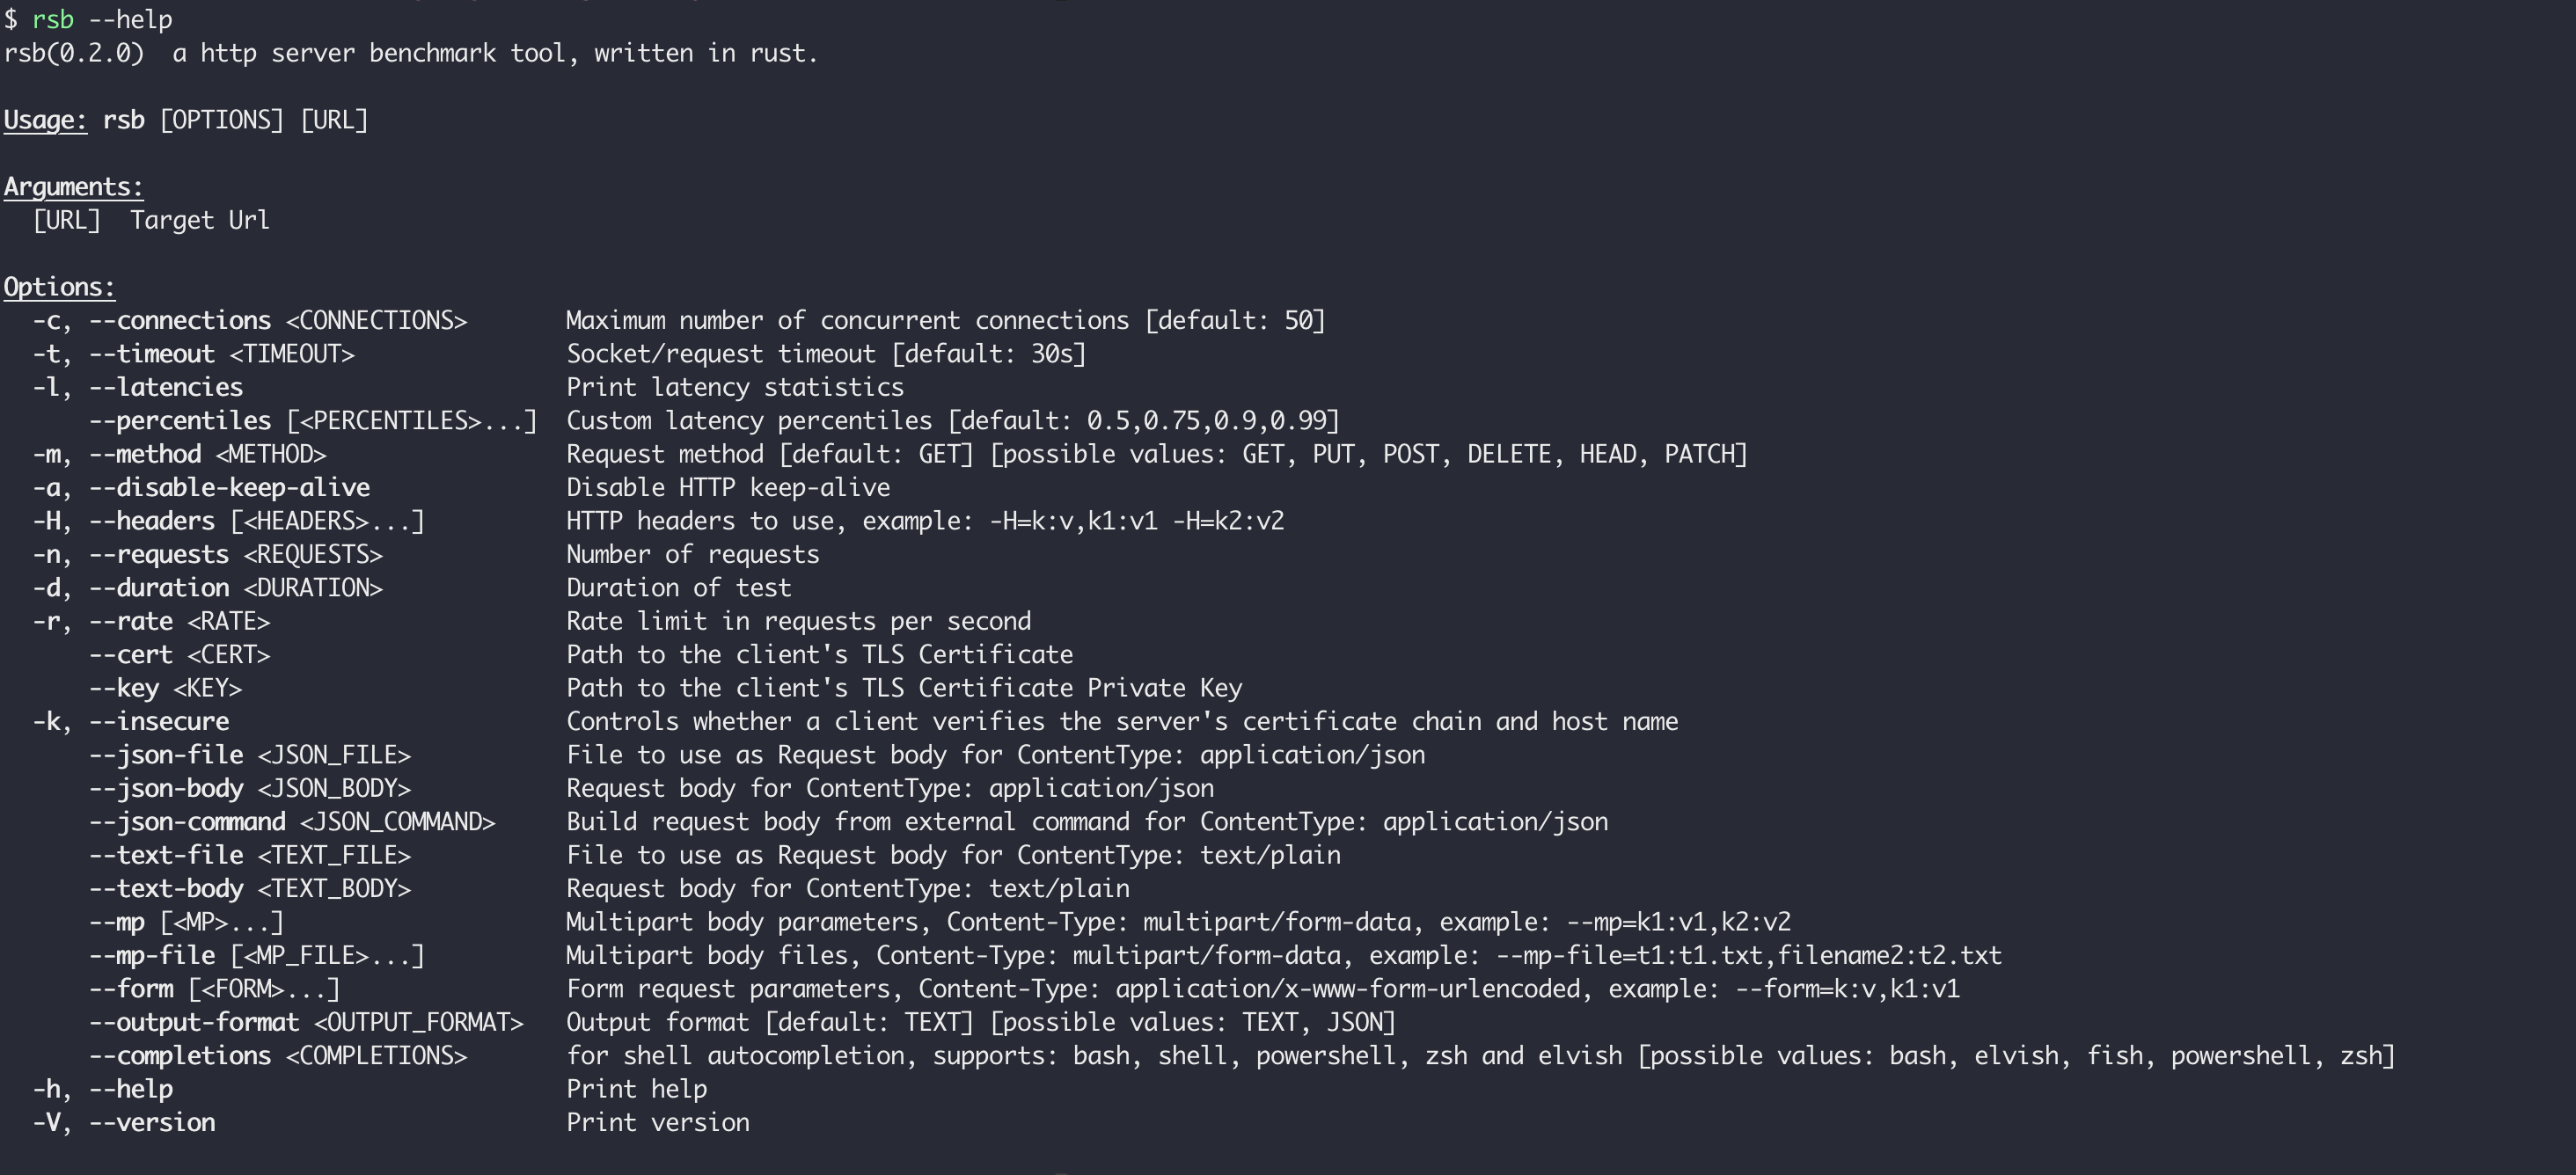 $ rsb --help
rsb(0.2.0)  a http server benchmark tool, written in rust.
Usage: rsb [OPTIONS] [URL]
Arguments:
  [URL]  Target Url
Options:
  -c, --connections <CONNECTIONS>       Maximum number of concurrent connections [default: 50]
  -t, --timeout <TIMEOUT>               Socket/request timeout [default: 30s]
  -l, --latencies                       Print latency statistics
      --percentiles [<PERCENTILES>...]  Custom latency percentiles [default: 0.5,0.75,0.9,0.99]
  -m, --method <METHOD>                 Request method [default: GET] [possible values: GET, PUT, POST, DELETE, HEAD, PATCH]
  -a, --disable-keep-alive              Disable HTTP keep-alive
  -H, --headers [<HEADERS>...]          HTTP headers to use, example: -H=k:v,k1:v1 -H=k2:v2
  -n, --requests <REQUESTS>             Number of requests
  -d, --duration <DURATION>             Duration of test
  -r, --rate <RATE>                     Rate limit in requests per second
      --cert <CERT>                     Path to the client's TLS Certificate
      --key <KEY>                       Path to the client's TLS Certificate Private Key
  -k, --insecure                        Controls whether a client verifies the server's certificate chain and host name
      --json-file <JSON_FILE>           File to use as Request body for ContentType: application/json
      --json-body <JSON_BODY>           Request body for ContentType: application/json
      --json-command <JSON_COMMAND>     Build request body from external command for ContentType: application/json
      --text-file <TEXT_FILE>           File to use as Request body for ContentType: text/plain
      --text-body <TEXT_BODY>           Request body for ContentType: text/plain
      --mp [<MP>...]                    Multipart body parameters, Content-Type: multipart/form-data, example: --mp=k1:v1,k2:v2
      --mp-file [<MP_FILE>...]          Multipart body files, Content-Type: multipart/form-data, example: --mp-file=t1:t1.txt,filename2:t2.txt
      --form [<FORM>...]                Form request parameters, Content-Type: application/x-www-form-urlencoded, example: --form=k:v,k1:v1
      --output-format <OUTPUT_FORMAT>   Output format [default: TEXT] [possible values: TEXT, JSON]
      --completions <COMPLETIONS>       for shell autocompletion, supports: bash, shell, powershell, zsh and elvish [possible values: bash, elvish, fish, powershell, zsh]
  -h, --help                            Print help
  -V, --version                         Print version